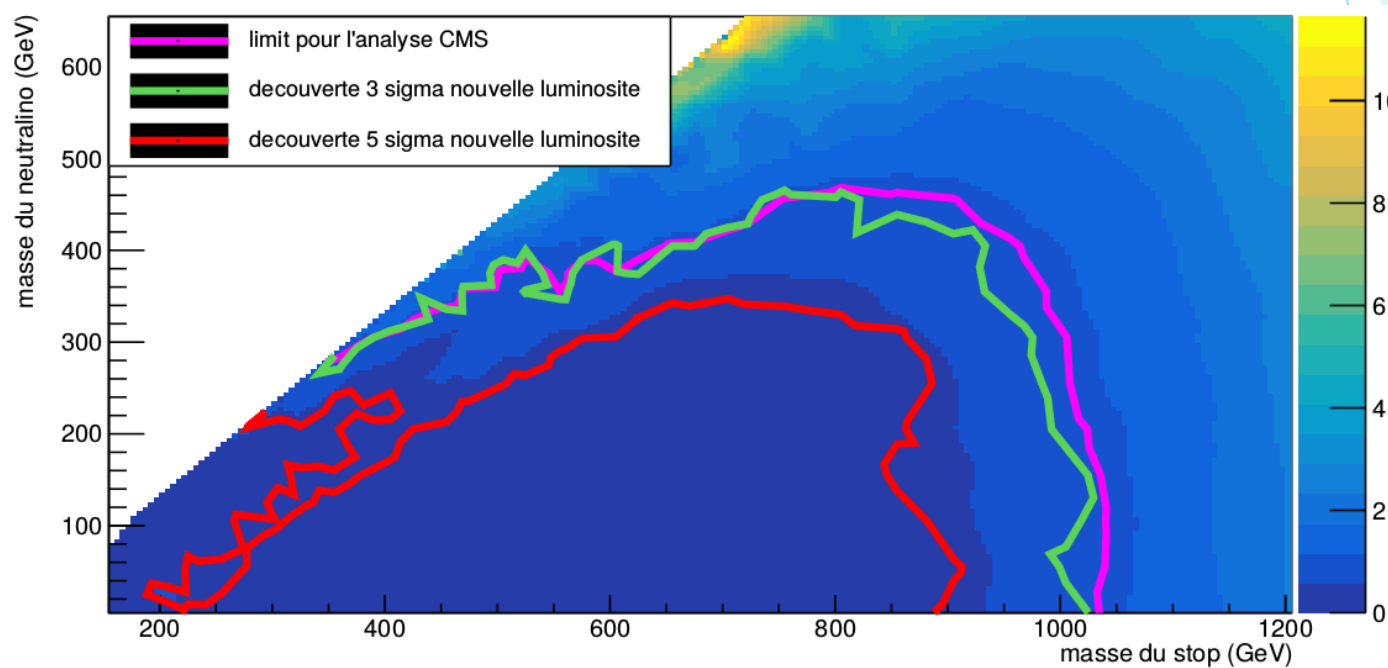 masse du neutralino (GeV)
limit pour l'analyse CMS
decouverte 3 sigma nouvelle luminosite
decouverte 5 sigma nouvelle luminosite
600
500
400
300
200
100
200 400 600 800 1000 1200
masse du stop (GeV)
8
6
4
2
0